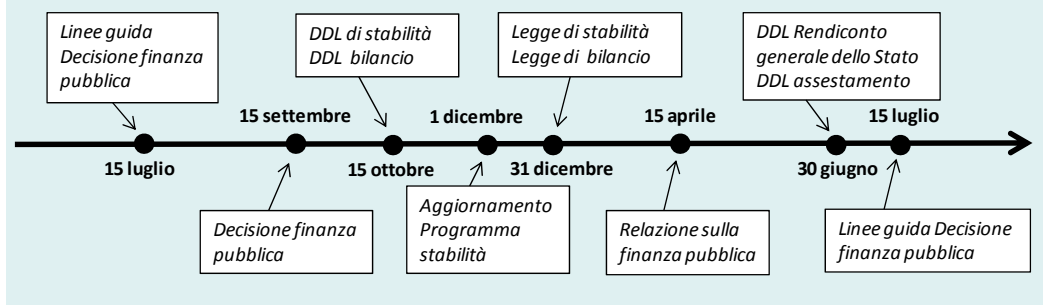 Linee guida
Decisione finanza
pubblica
DDL di stabilità
DDL bilancio
Legge di stabilità
Legge di bilancio
DDL Rendiconto
generale dello Stato
DDL assestamento
15 settembre
1 dicembre
15 aprile
15 luglio
15 luglio
15 ottobre
31 dicembre
30 giugno
Decisione finanza
pubblica
Aggiornamento
Programma
stabilità
Relazione sulla
finanza pubblica
Linee guida Decisione
finanza pubblica